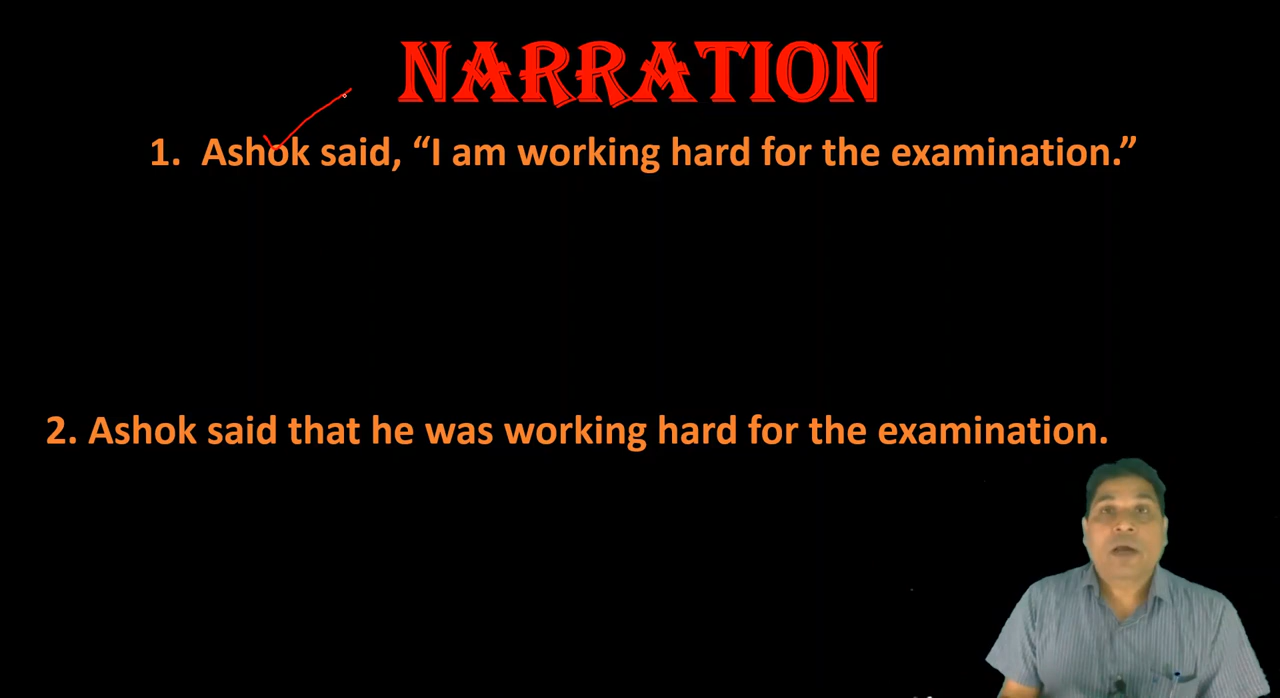 NARRATION
1. Ashok said, “I am working hard for the examination.”
2. Ashok said that he was working hard for the examination.